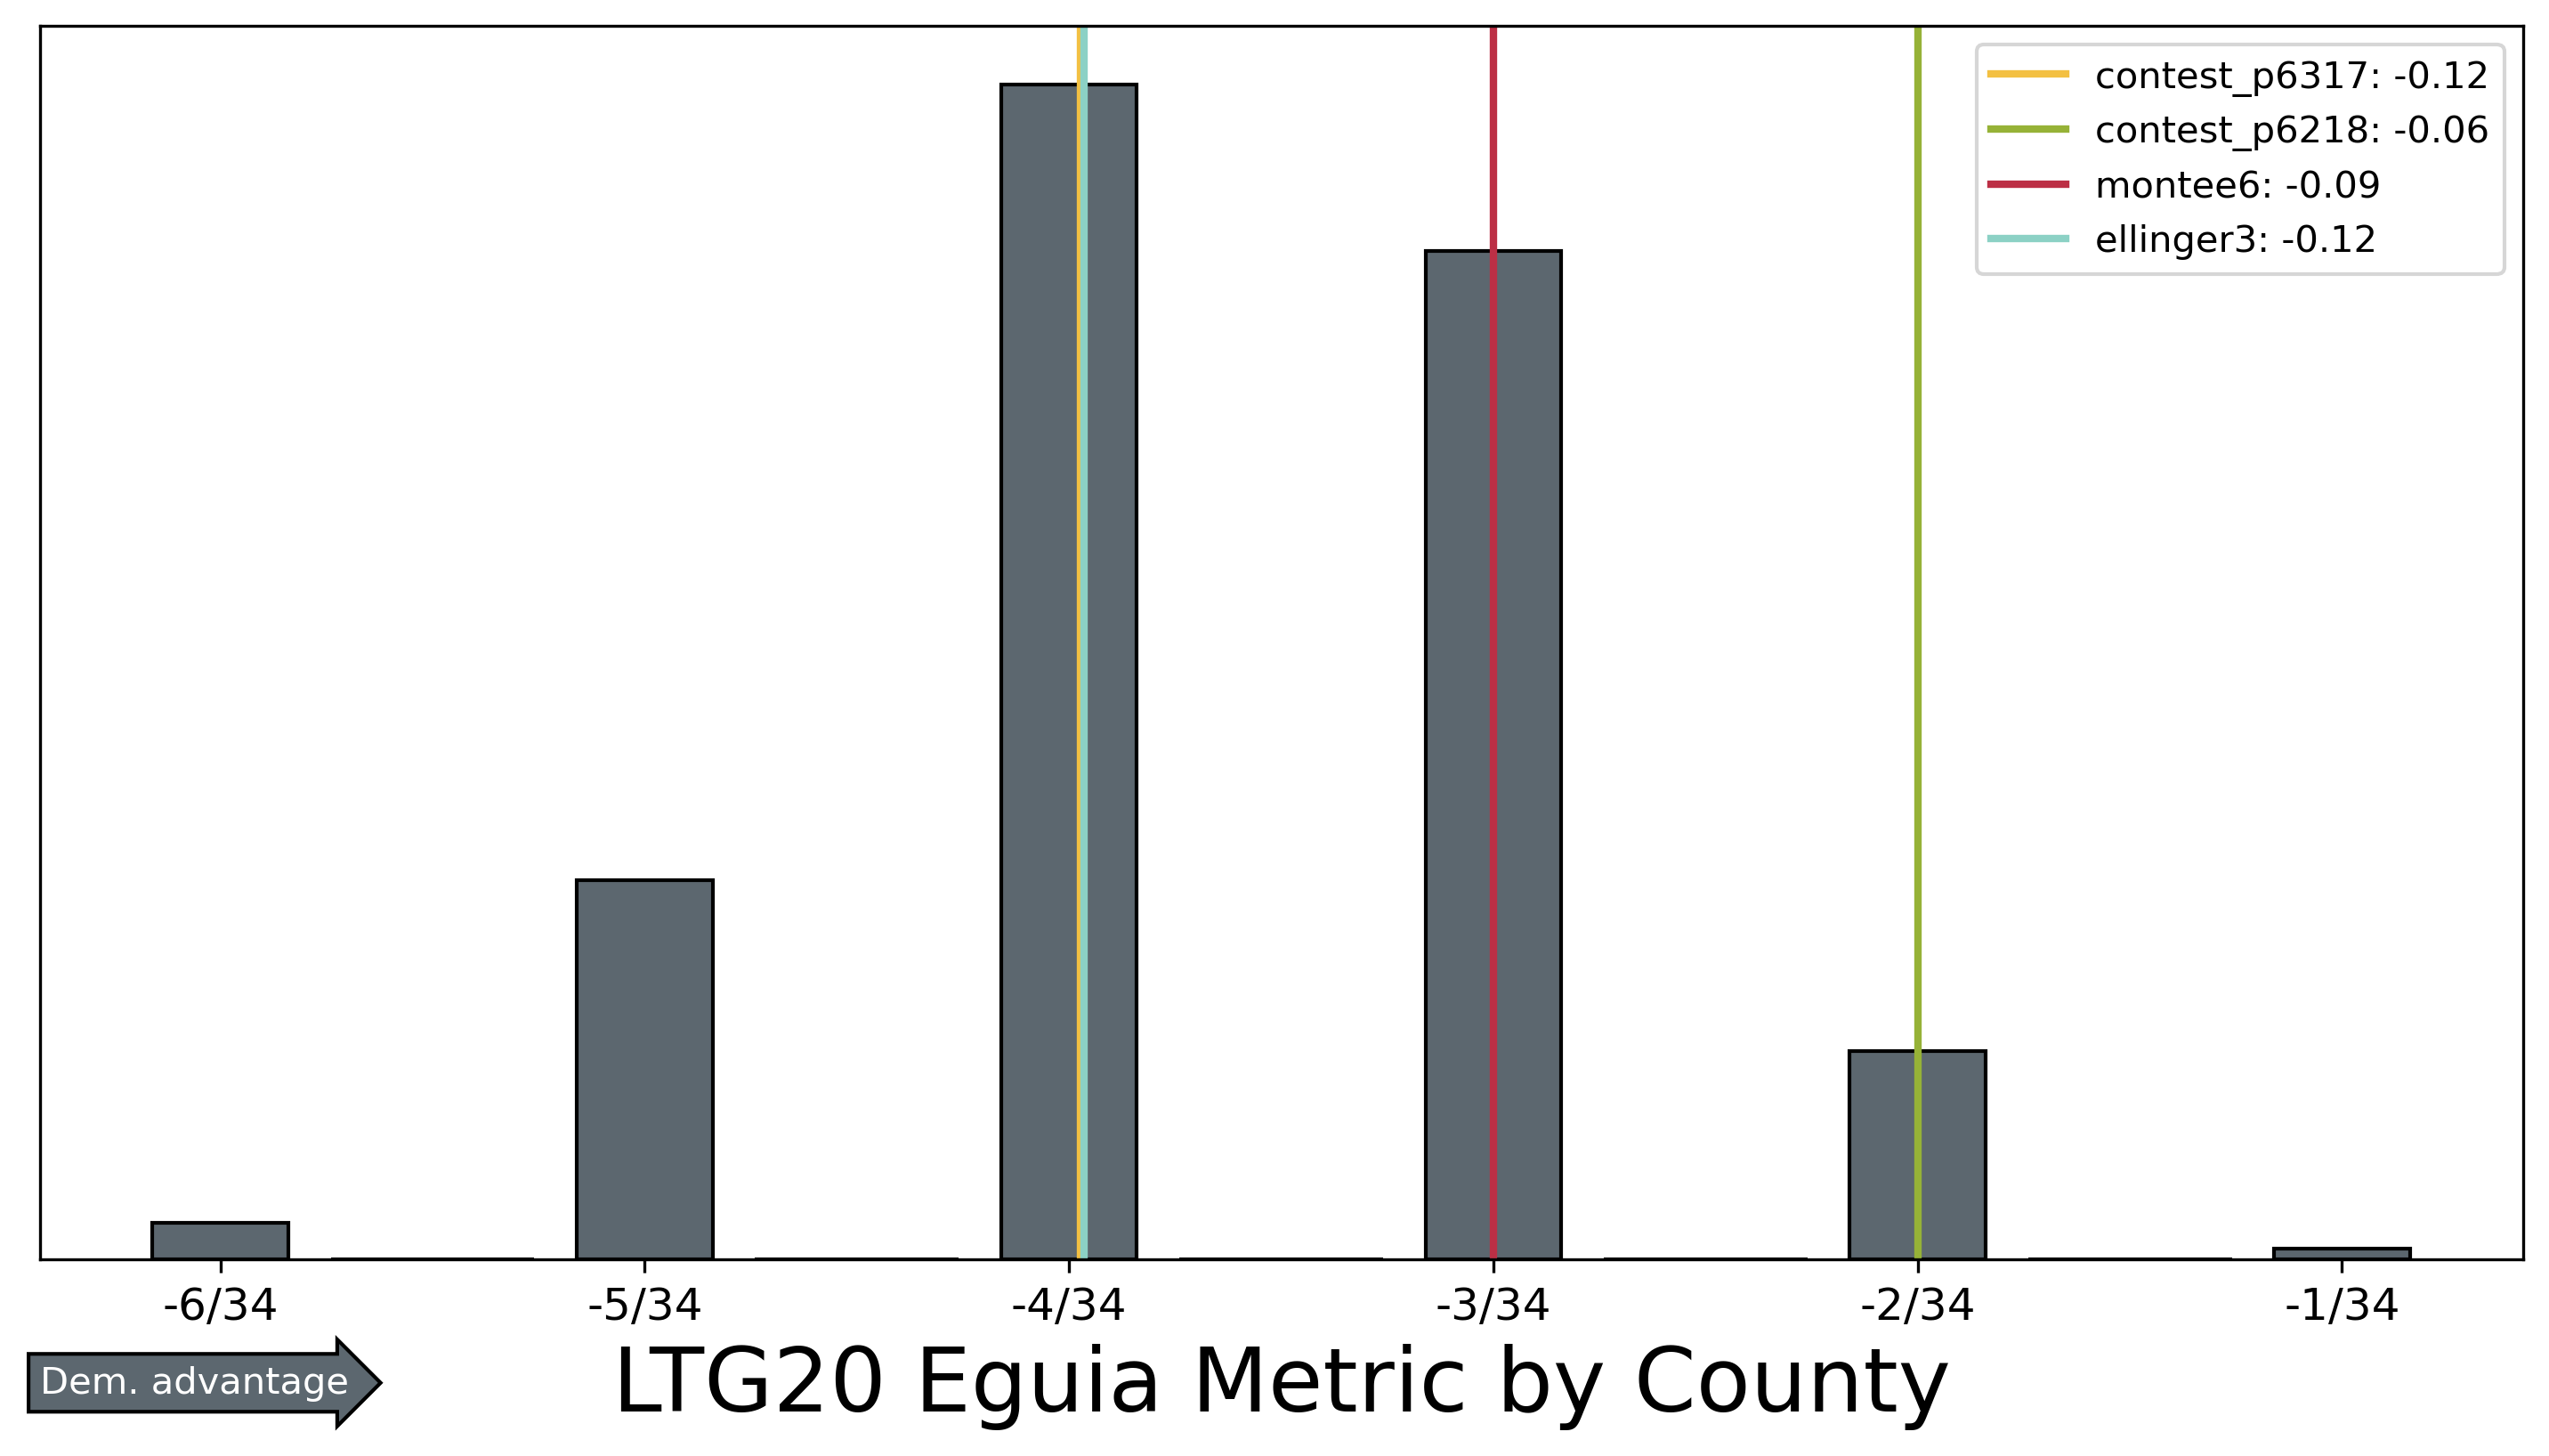 contest_p6317: -0.12
contest_p6218: -0.06
montee6: -0.09
ellinger3: -0.12
-6/34 -5/34 -4/34 -3/34 -2/34 -1/34
Dem. advantage
LTG20 Eguia Metric by County